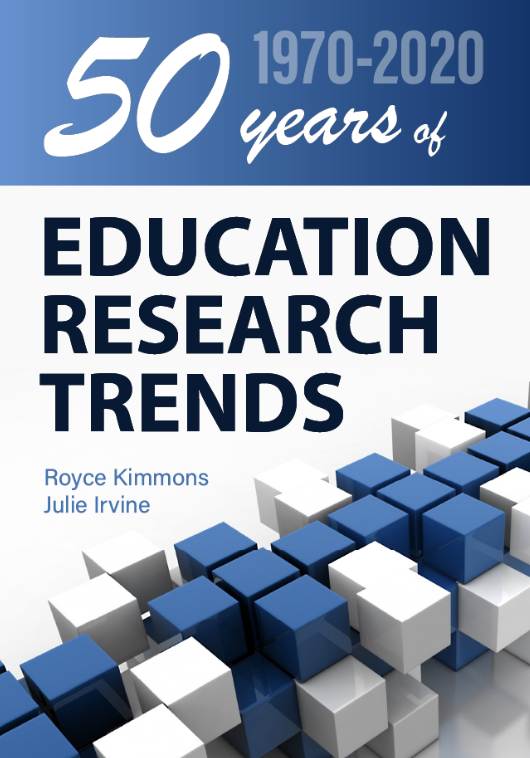 50 years of
1970-2020
EDUCATION
RESEARCH
TRENDS
Royce Kimmons
Julie Irvine